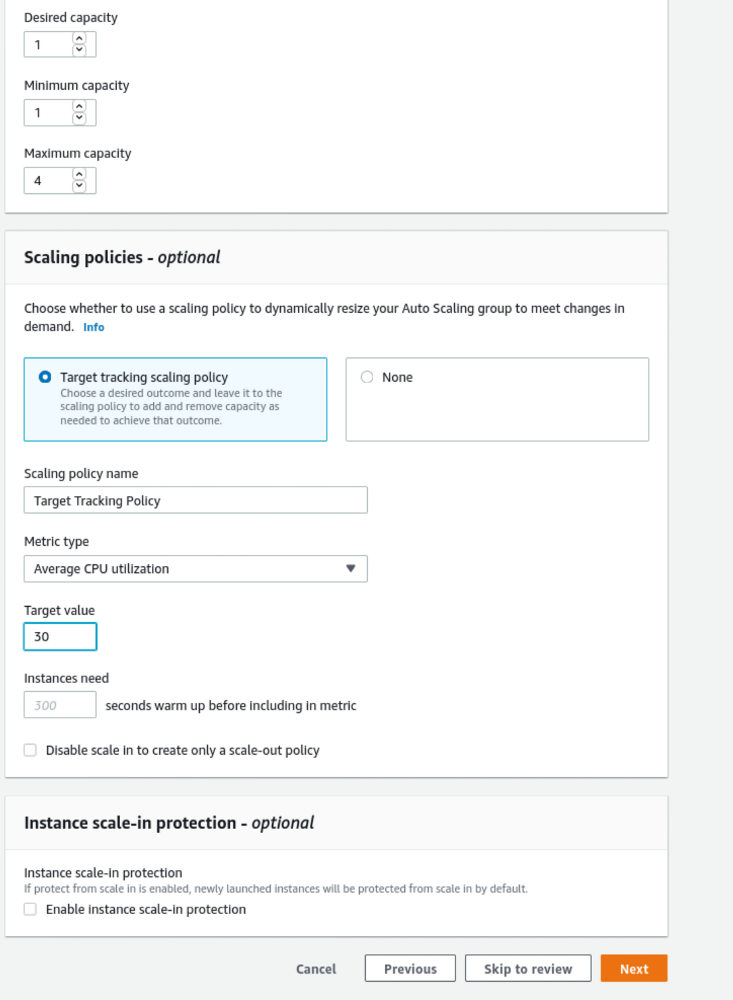 Desired capacity
1
Minimum capacity
1
Maximum capacity
4
Scaling policies - optional
Choose whether to use a scaling policy to dynamically resize your Auto Scaling group to meet changes in
demand. Info
Target tracking scaling policy
Choose a desired outcome and leave it to the
scaling policy to add and remove capacity as
needed to achieve that outcome.
None
Scaling policy name
Target Tracking Policy
Metric type
Average CPU utilization
Target value
30
Instances need
300 seconds warm up before including in metric
Disable scale in to create only a scale-out policy
Instance scale-in protection - optional
Instance scale-in protection
If protect from scale in is enabled, newly launched instances will be protected from scale in by default.
Enable instance scale-in protection
Cancel Previous Skip to review Next